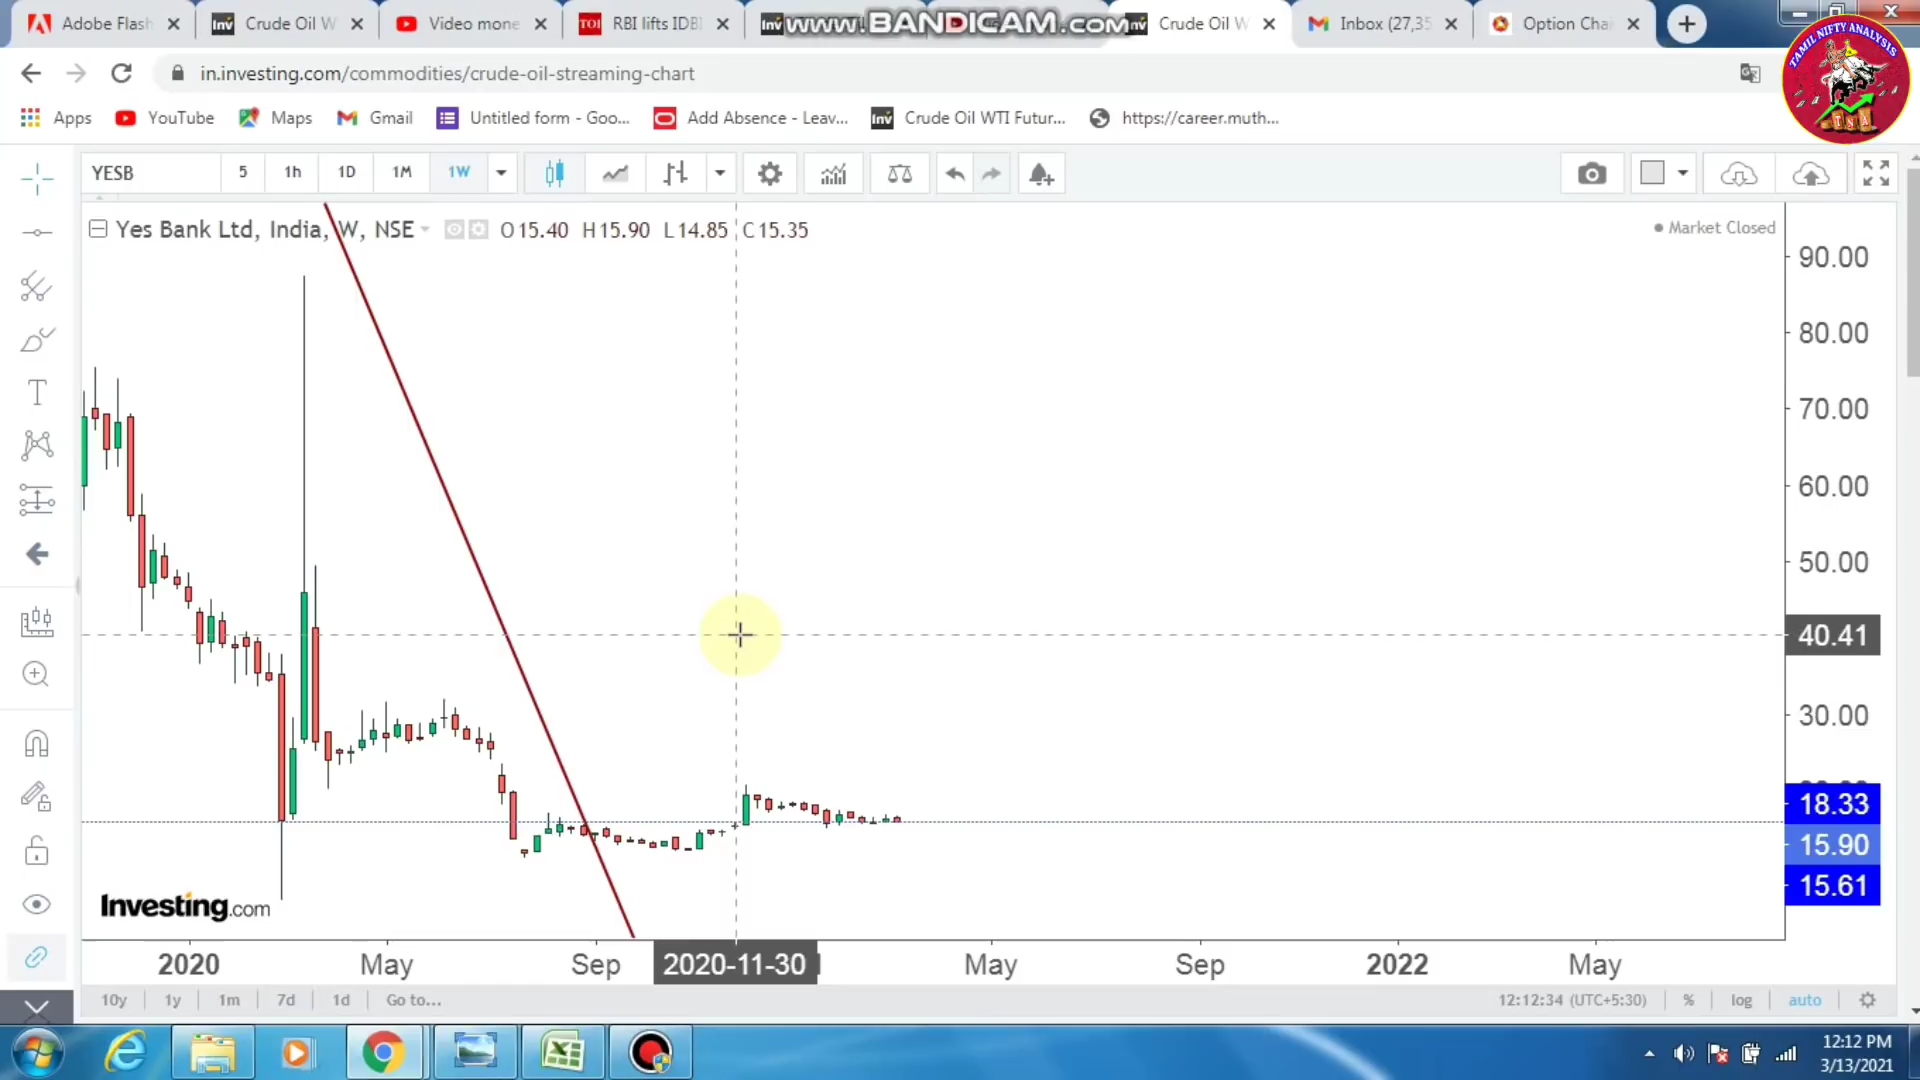 Adobe Flash
Crude Oil W
Video mone
RBI lifts IDBI
www.BANDICAM.com
Crude Oil W
Inbox (27,35
Option Cha
in.investing.com/commodities/crude-oil-streaming-chart
TAMIL NIFTY ANALYSIS
T N A
Apps
YouTube
Maps
Gmail
Untitled form - Goo...
Add Absence - Leav...
Crude Oil WTI Futur...
https://career.muth...
YESB
5
1h
1D
1M
1W
Yes Bank Ltd, India, W, NSE
O 15.40 H 15.90 L 14.85 C 15.35
Market Closed
90.00
80.00
70.00
60.00
50.00
40.41
30.00
18.33
15.90
15.61
Investing.com
2020
May
Sep
2020-11-30
May
Sep
2022
May
10y
1y
1m
7d
1d
Go to...
12:12:34 (UTC+5:30)
%
log
auto
12:12 PM
3/13/2021